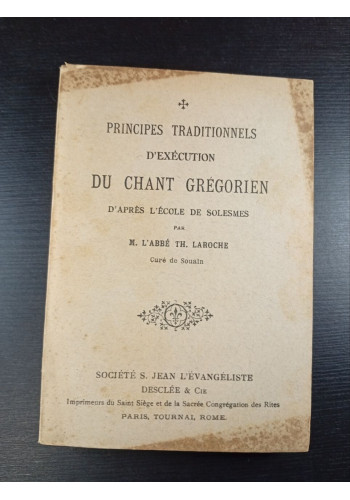 PRINCIPES TRADITIONNELS
D'EXÉCUTION
DU CHANT GRÉGORIEN
D'APRÈS L'ÉCOLE DE SOLESMES
PAR
M. L'ABBÉ TH. LAROCHE
Curé de Souain
SOCIÉTÉ S. JEAN L'ÉVANGÉLISTE
DESCLÉE & Cie
Imprimeurs du Saint Siège et de la Sacrée Congrégation des Rites
PARIS, TOURNAI, ROME.